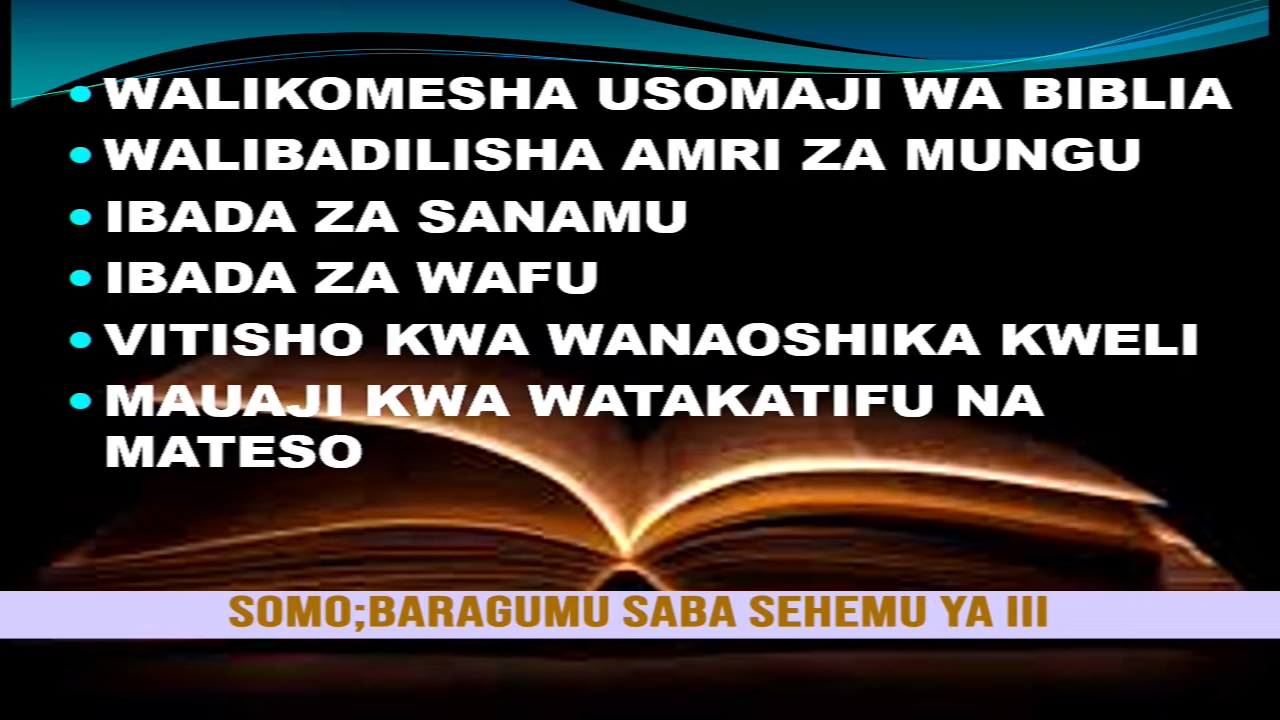 • WALIKOMESHA USOMAJI WA BIBLIA
• WALIBADILISHA AMRI ZA MUNGU
• IBADA ZA SANAMU
• IBADA ZA WAFU
• VITISHO KWA WANAOSHIKA KWELI
• MAUAJI KWA WATAKATIFU NA
MATESO
SOMO;BARAGUMU SABA SEHEMU YA III